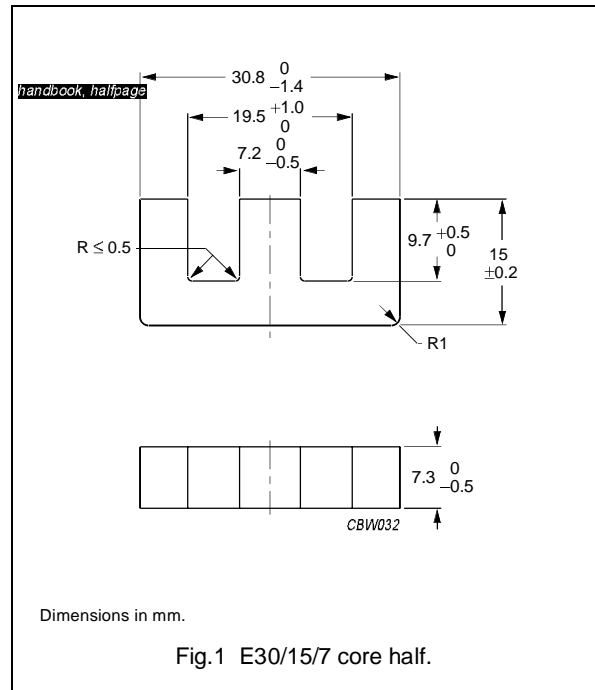 30.8 0
−1.4
handbook, halfpage
19.5 +1.0
0
7.2 0
−0.5
R ≤ 0.5
9.7 +0.5
0
15
±0.2
R1
7.3 0
−0.5
CBW032
Dimensions in mm.
Fig.1 E30/15/7 core half.